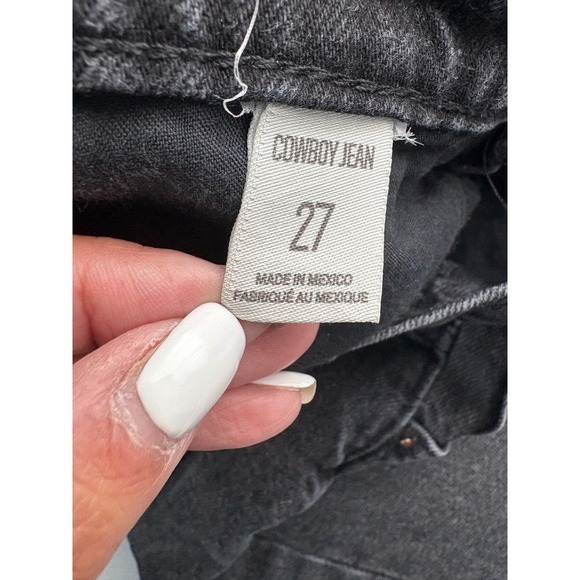 COWBOY JEAN
27
MADE IN MEXICO
FABRIQUÉ AU MEXIQUE